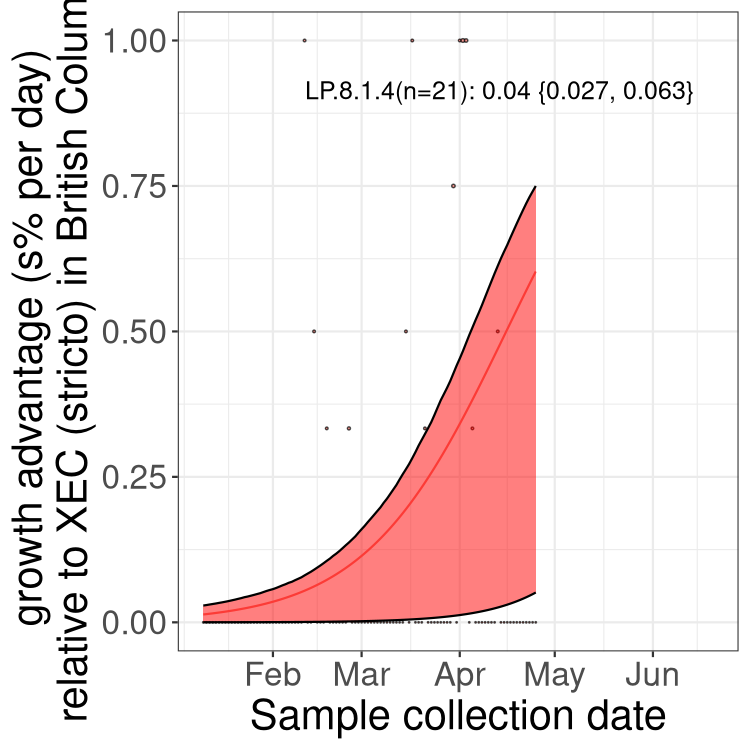 growth advantage (s% per day)
relative to XEC (stricto) in British Colum
1.00
0.75
0.50
0.25
0.00
LP.8.1.4(n=21): 0.04 {0.027, 0.063}
Feb Mar Apr May Jun
Sample collection date